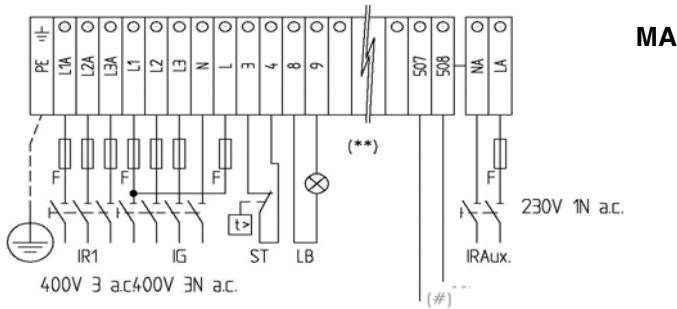 MA
PE L1A L2A L3A L1 L2 L3 N L 3 4 8 9 507 508 NA LA
(**)
F F F F
t>
230V 1N a.c.
IR1 IG ST LB IRAux.
400V 3 a.c.400V 3N a.c.
(#)